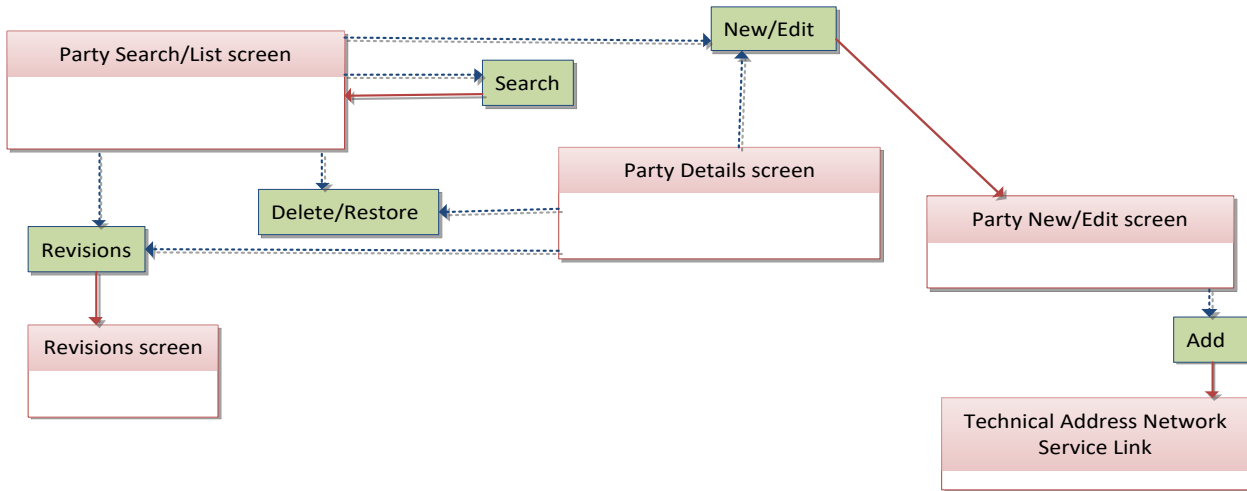 New/Edit
Party Search/List screen
Search
Party Details screen
Delete/Restore
Party New/Edit screen
Revisions
Revisions screen
Add
Technical Address Network
Service Link